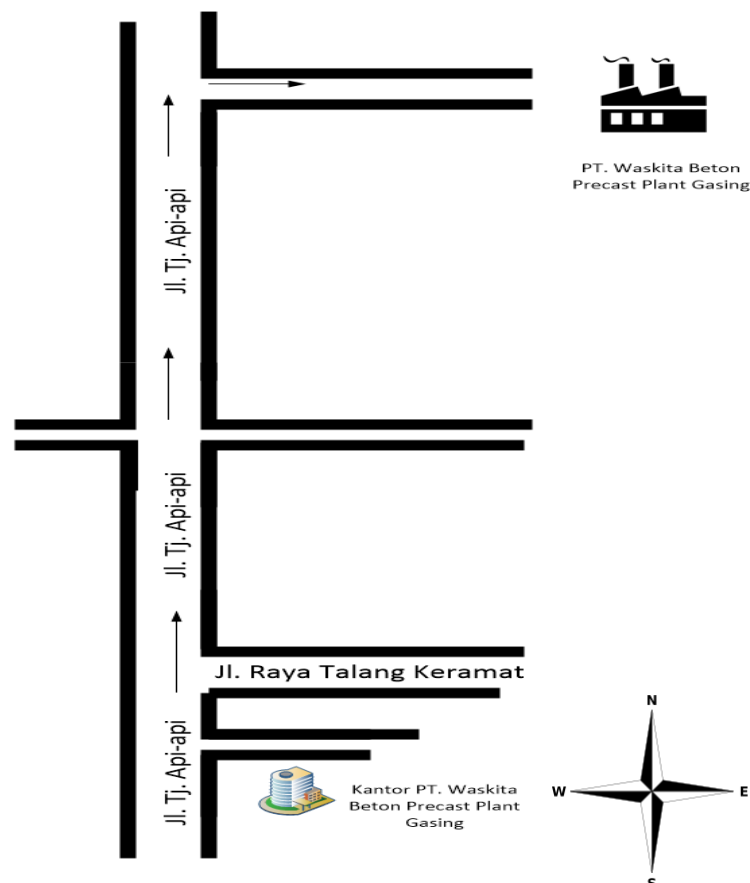 PT. Waskita Beton
Precast Plant Gasing
Jl. Tj. Api-api
Jl. Tj. Api-api
Jl. Raya Talang Keramat
Jl. Tj. Api-api
Kantor PT. Waskita
Beton Precast Plant
Gasing
N
W
E
S